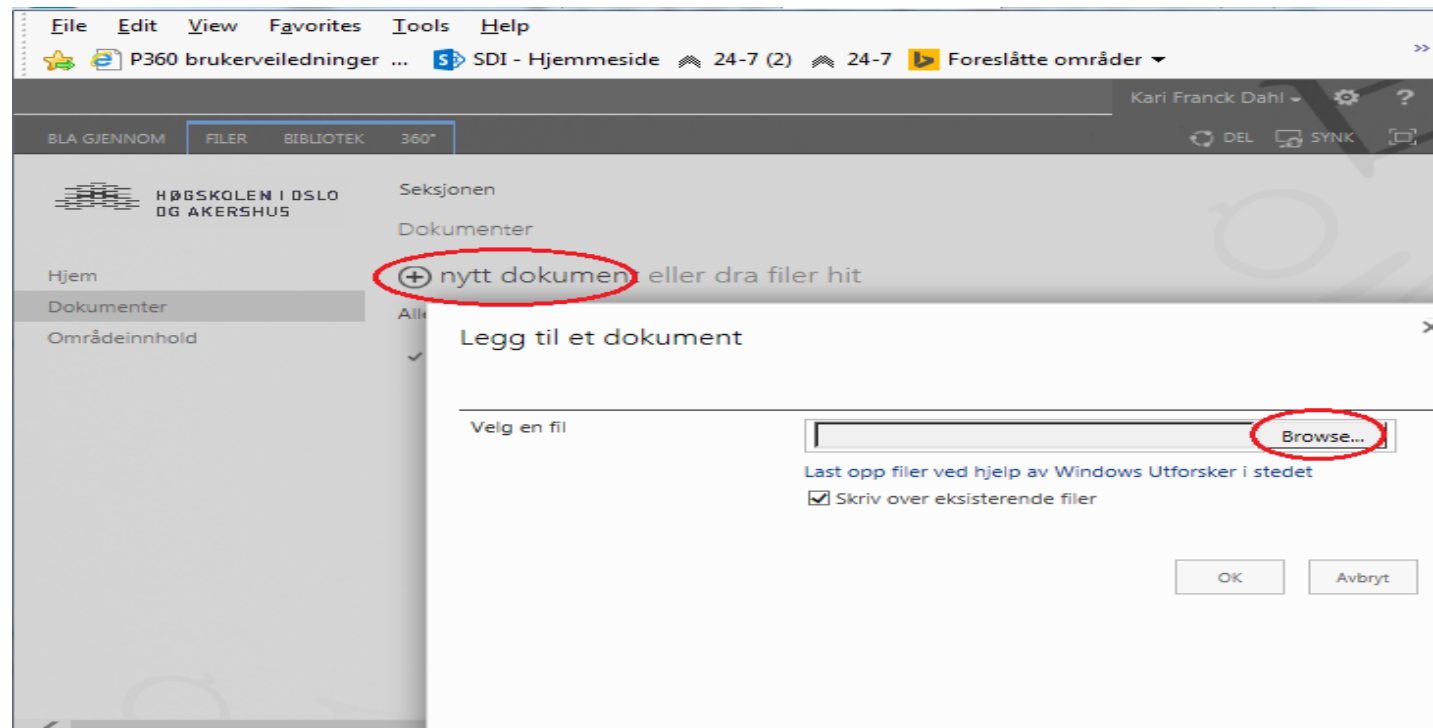 File Edit View Favorites Tools Help
P360 brukerveiledninger ... SDI - Hjemmeside 24-7 (2) 24-7 Foreslåtte områder
Kari Franck Dahl ?
BLA GJENNOM FILER BIBLIOTEK 360° DEL SYNK
HØGSKOLEN I OSLO
OG AKERSHUS
Seksjonen
Dokumenter
Hjem
Dokumenter
Områdeinnhold
nytt dokument eller dra filer hit
Alle
Legg til et dokument
Velg en fil
Browse...
Last opp filer ved hjelp av Windows Utforsker i stedet
Skriv over eksisterende filer
OK Avbryt